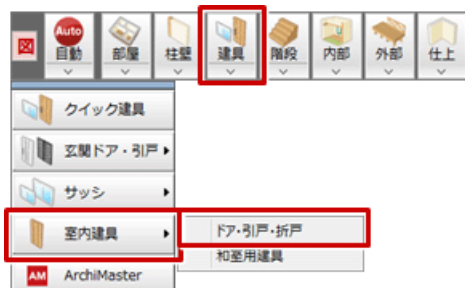 Auto
自動
部屋
柱壁
建具
階段
内部
外部
仕上
クイック建具
玄関ドア・引戸
サッシ
室内建具
ドア・引戸・折戸
和室用建具
AM ArchiMaster